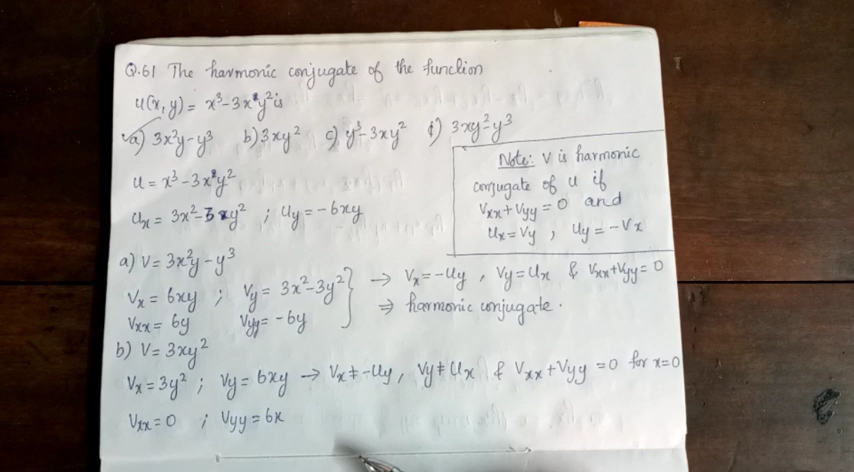 Q.61 The harmonic conjugate of the function
u(x, y) = x³-3xy² is
a) 3x²y-y³ b) 3xy² c) y³-3xy² d) 3xy²-y³
Note: V is harmonic
conjugate of u if
Vxx+Vyy=0 and
Ux=Vy, Uy=-Vx
u=x³-3xy²
Ux= 3x²-3y² ; Uy=-6xy
a) V=3x²y-y³
Vx = 6xy ; Vy= 3x²-3y² } → Vx=-Uy, Vy=Ux & Vxx+Vyy=0
Vxx= 6y Vyy= -6y ⇒ harmonic conjugate.
b) V=3xy²
Vx=3y² ; Vy=6xy → Vx≠-Uy, Vy≠Ux & Vxx+Vyy=0 for x=0
Vxx=0 ; Vyy=6x